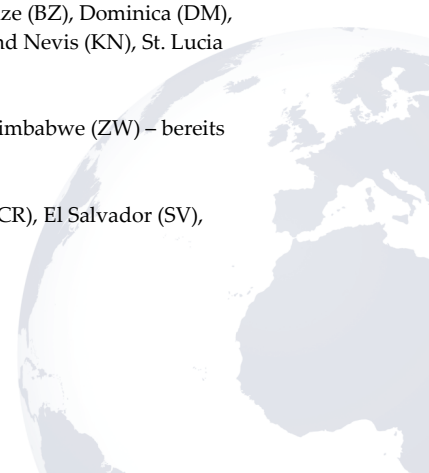 ze (BZ), Dominica (DM),
nd Nevis (KN), St. Lucia
imbabwe (ZW) – bereits
CR), El Salvador (SV),